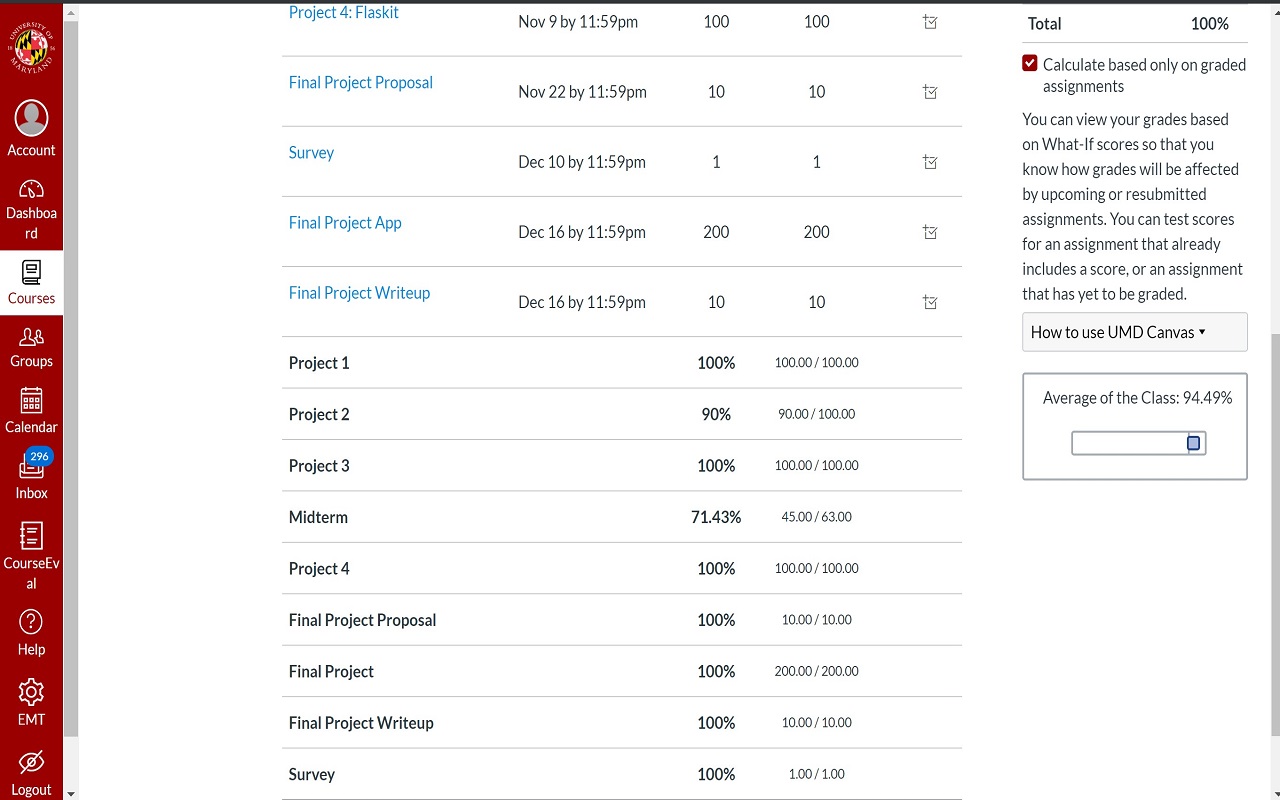 UNIVERSITY OF
18 56
MARYLAND
Account
Dashboa
rd
Courses
Groups
Calendar
296
Inbox
CourseEv
al
Help
EMT
Logout
Project 4: Flaskit Nov 9 by 11:59pm 100 100
Final Project Proposal Nov 22 by 11:59pm 10 10
Survey Dec 10 by 11:59pm 1 1
Final Project App Dec 16 by 11:59pm 200 200
Final Project Writeup Dec 16 by 11:59pm 10 10
Project 1 100% 100.00 / 100.00
Project 2 90% 90.00 / 100.00
Project 3 100% 100.00 / 100.00
Midterm 71.43% 45.00 / 63.00
Project 4 100% 100.00 / 100.00
Final Project Proposal 100% 10.00 / 10.00
Final Project 100% 200.00 / 200.00
Final Project Writeup 100% 10.00 / 10.00
Survey 100% 1.00 / 1.00
Total 100%
Calculate based only on graded
assignments
You can view your grades based
on What-If scores so that you
know how grades will be affected
by upcoming or resubmitted
assignments. You can test scores
for an assignment that already
includes a score, or an assignment
that has yet to be graded.
How to use UMD Canvas
Average of the Class: 94.49%